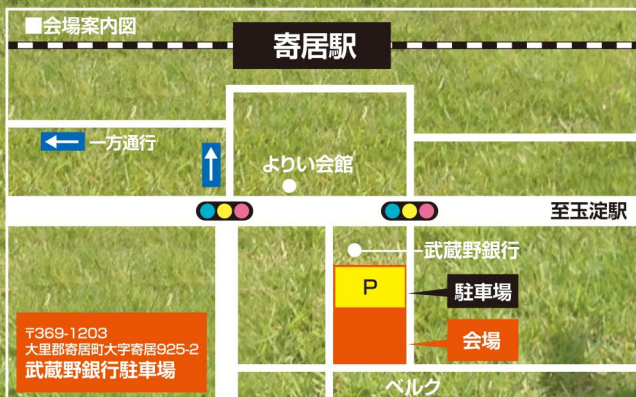 ■会場案内図
寄居駅
一方通行
よりい会館
至玉淀駅
武蔵野銀行
P
駐車場
会場
〒369-1203
大里郡寄居町大字寄居925-2
武蔵野銀行駐車場
ベルク